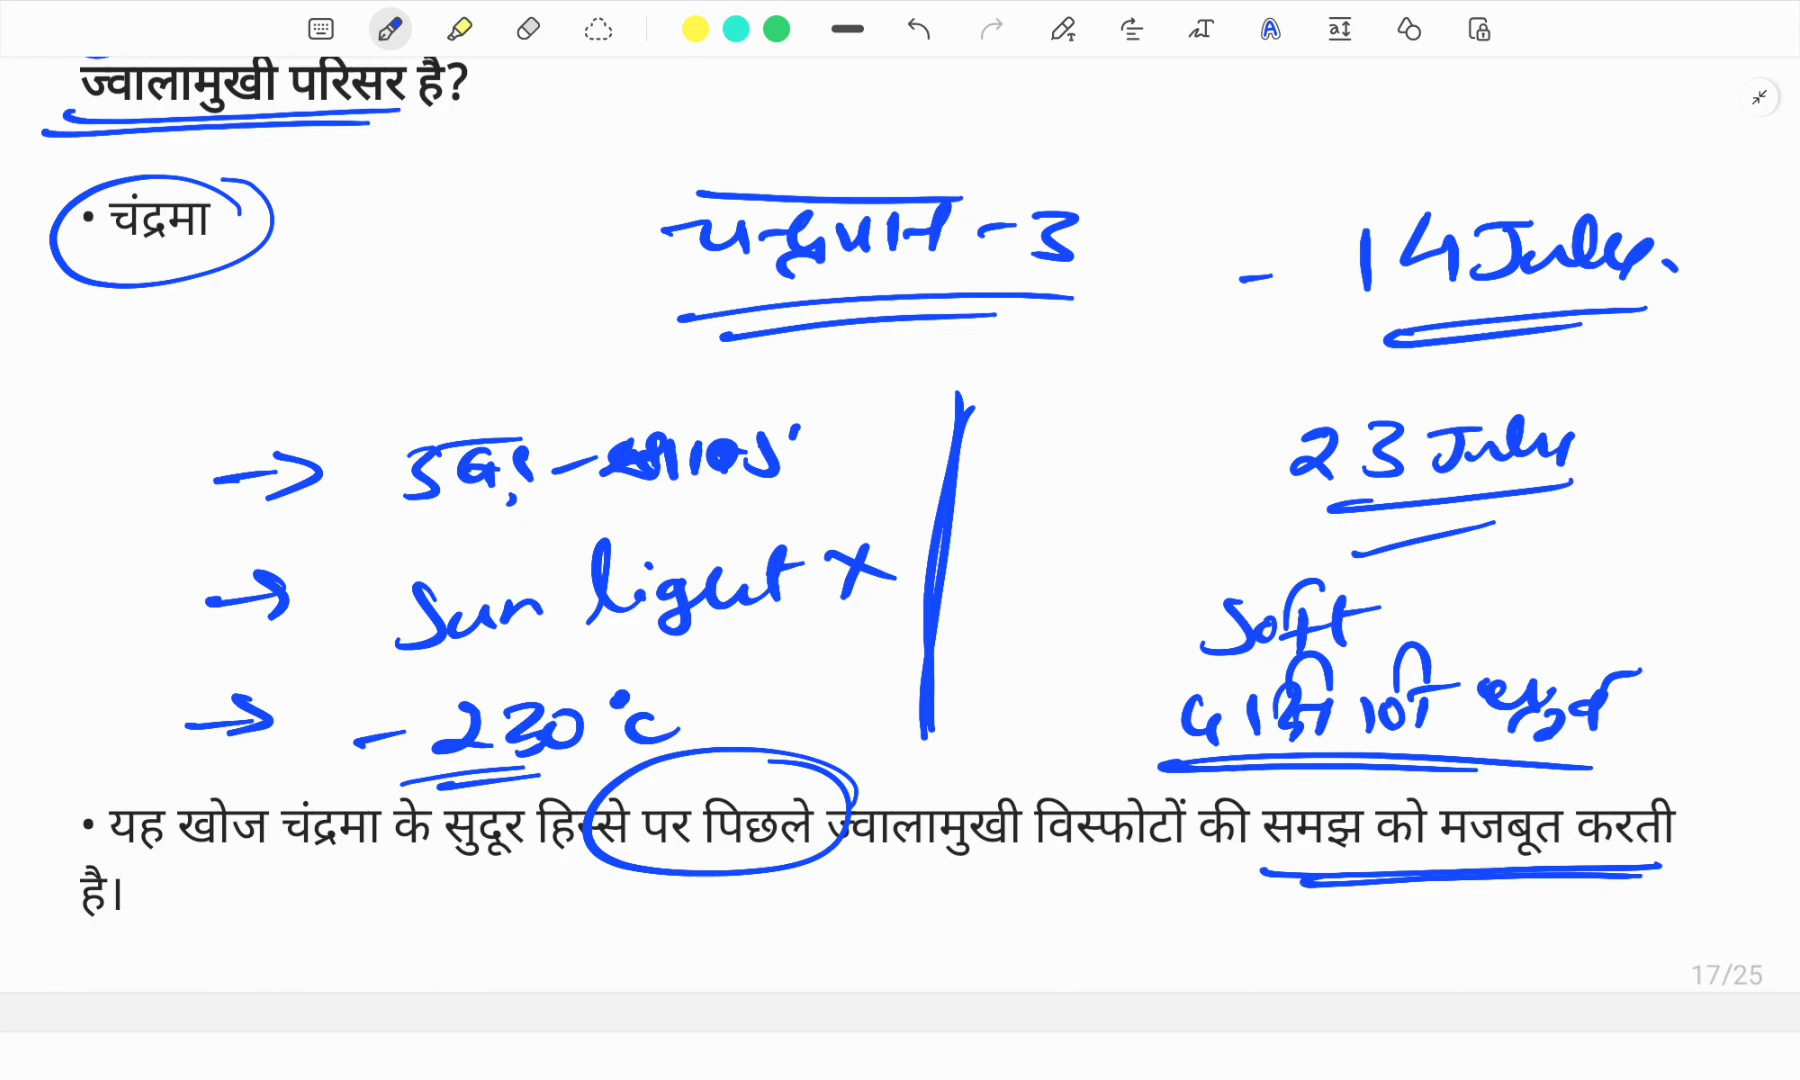 ज्वालामुखी परिसर है?
• चंद्रमा
चन्द्रयान - 3 - 14 July.
23 July
→ Sun light ×
Soft
→ - 230°c
• यह खोज चंद्रमा के सुदूर हिस्से पर पिछले ज्वालामुखी विस्फोटों की समझ को मजबूत करती
है।
17/25